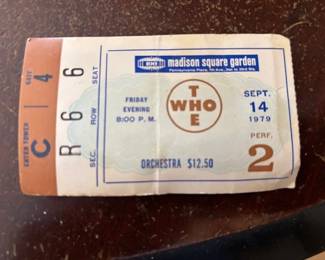 madison square garden
Pennsylvania Plaza, 7th Ave., 31st to 33rd Sts.
FRIDAY
EVENING
8:00 P.M.
THE
WHO
SEPT.
14
1979
PERF.
2
ORCHESTRA $12.50
ENTER TOWER C GATE 4
SEC. R ROW 6 SEAT 6